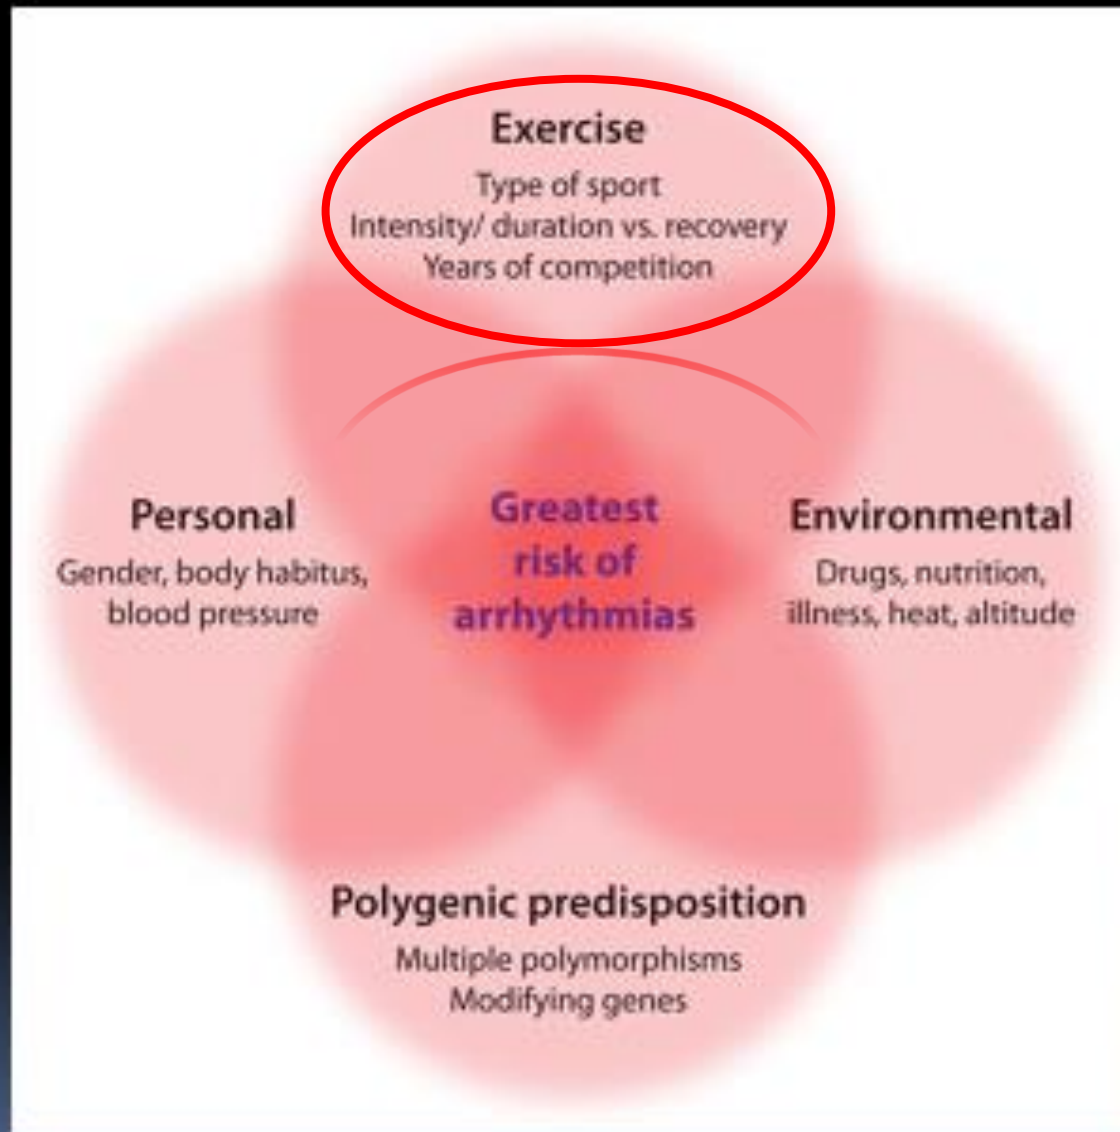 Exercise
Type of sport
Intensity/ duration vs. recovery
Years of competition
Personal
Gender, body habitus,
blood pressure
Greatest
risk of
arrhythmias
Environmental
Drugs, nutrition,
illness, heat, altitude
Polygenic predisposition
Multiple polymorphisms
Modifying genes